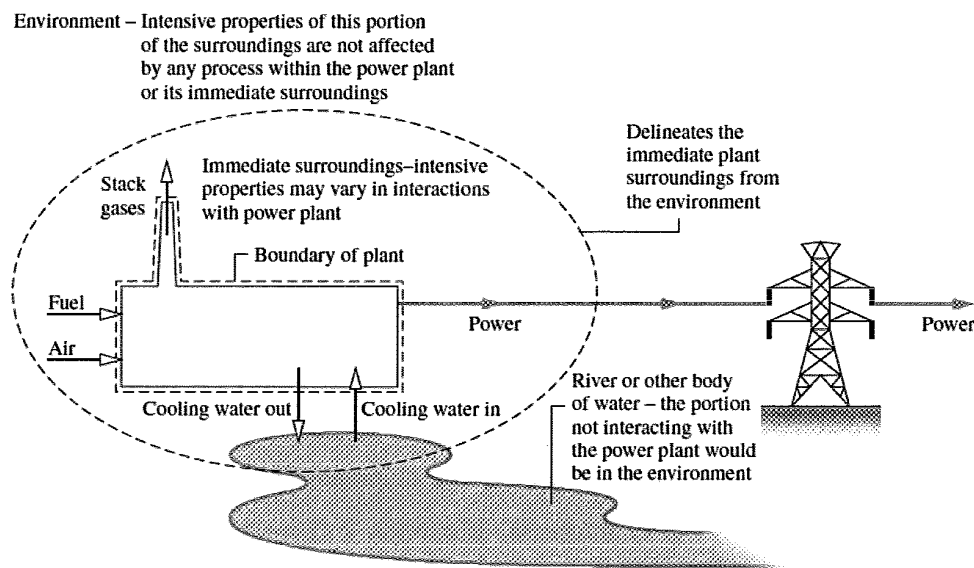 Environment – Intensive properties of this portion
of the surroundings are not affected
by any process within the power plant
or its immediate surroundings
Delineates the
immediate plant
surroundings from
the environment
Stack
gases
Immediate surroundings–intensive
properties may vary in interactions
with power plant
Boundary of plant
Fuel
Air
Power
Power
Cooling water out
Cooling water in
River or other body
of water – the portion
not interacting with
the power plant would
be in the environment